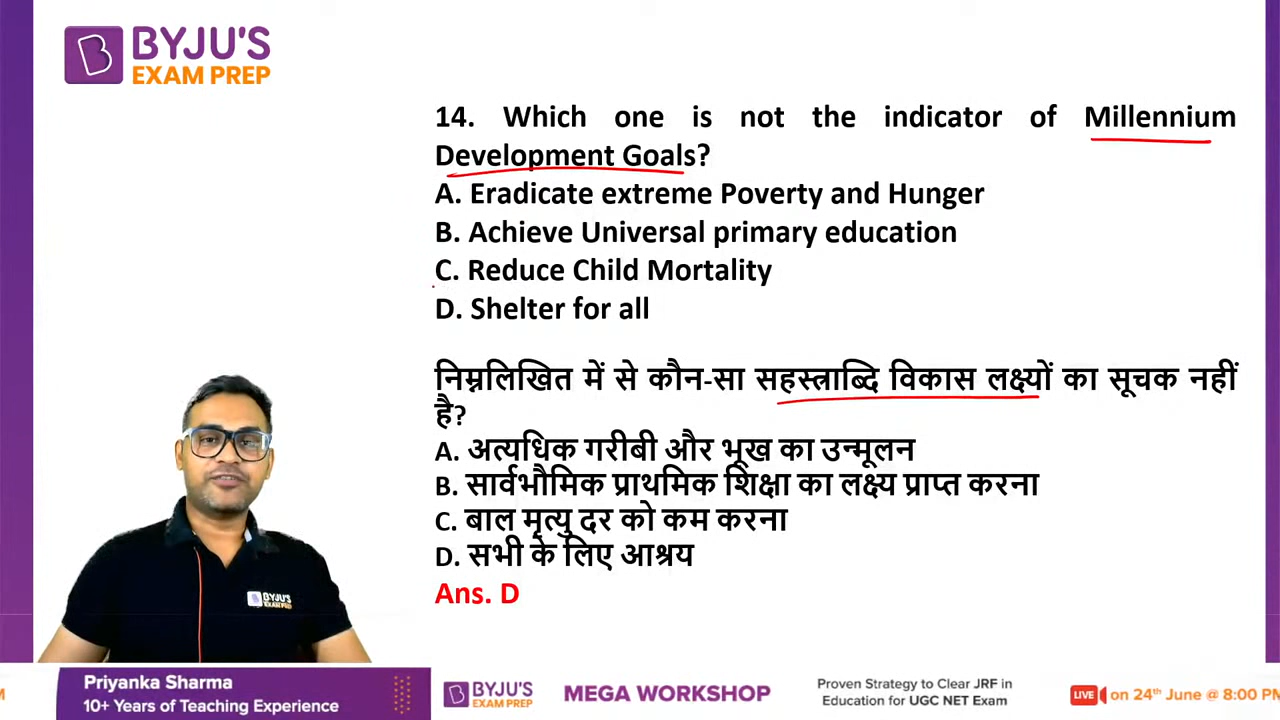 BYJU'S
EXAM PREP
14. Which one is not the indicator of Millennium
Development Goals?
A. Eradicate extreme Poverty and Hunger
B. Achieve Universal primary education
C. Reduce Child Mortality
D. Shelter for all
निम्नलिखित में से कौन-सा सहस्त्राब्दि विकास लक्ष्यों का सूचक नहीं
है?
A. अत्यधिक गरीबी और भूख का उन्मूलन
B. सार्वभौमिक प्राथमिक शिक्षा का लक्ष्य प्राप्त करना
C. बाल मृत्यु दर को कम करना
D. सभी के लिए आश्रय
Ans. D
BYJU'S
EXAM PREP
Priyanka Sharma
10+ Years of Teaching Experience
BYJU'S
EXAM PREP
MEGA WORKSHOP
Proven Strategy to Clear JRF in
Education for UGC NET Exam
LIVE on 24th June @ 8:00 PM